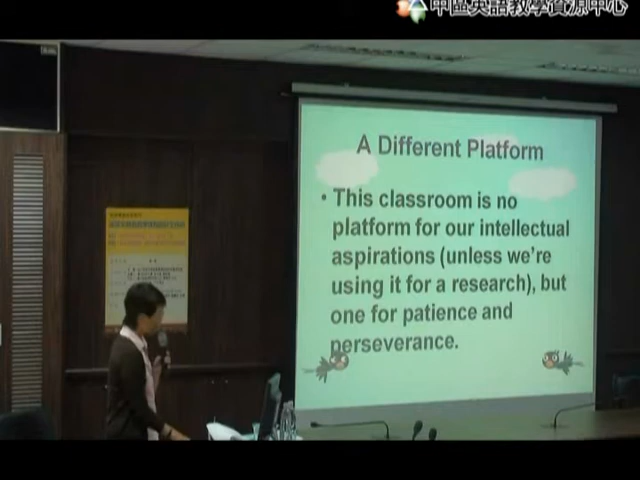 中區英語教學資源中心
A Different Platform
• This classroom is no
platform for our intellectual
aspirations (unless we're
using it for a research), but
one for patience and
perseverance.